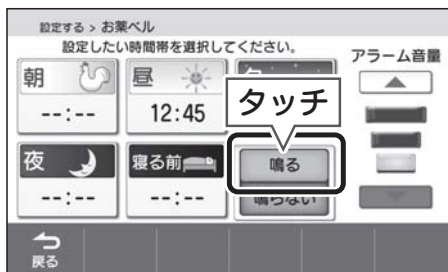 設定する > お薬ベル
設定したい時間帯を選択してください。
アラーム音量
朝
--:--
昼
12:45
タッチ
夜
--:--
寝る前
--:--
鳴る
鳴らない
戻る